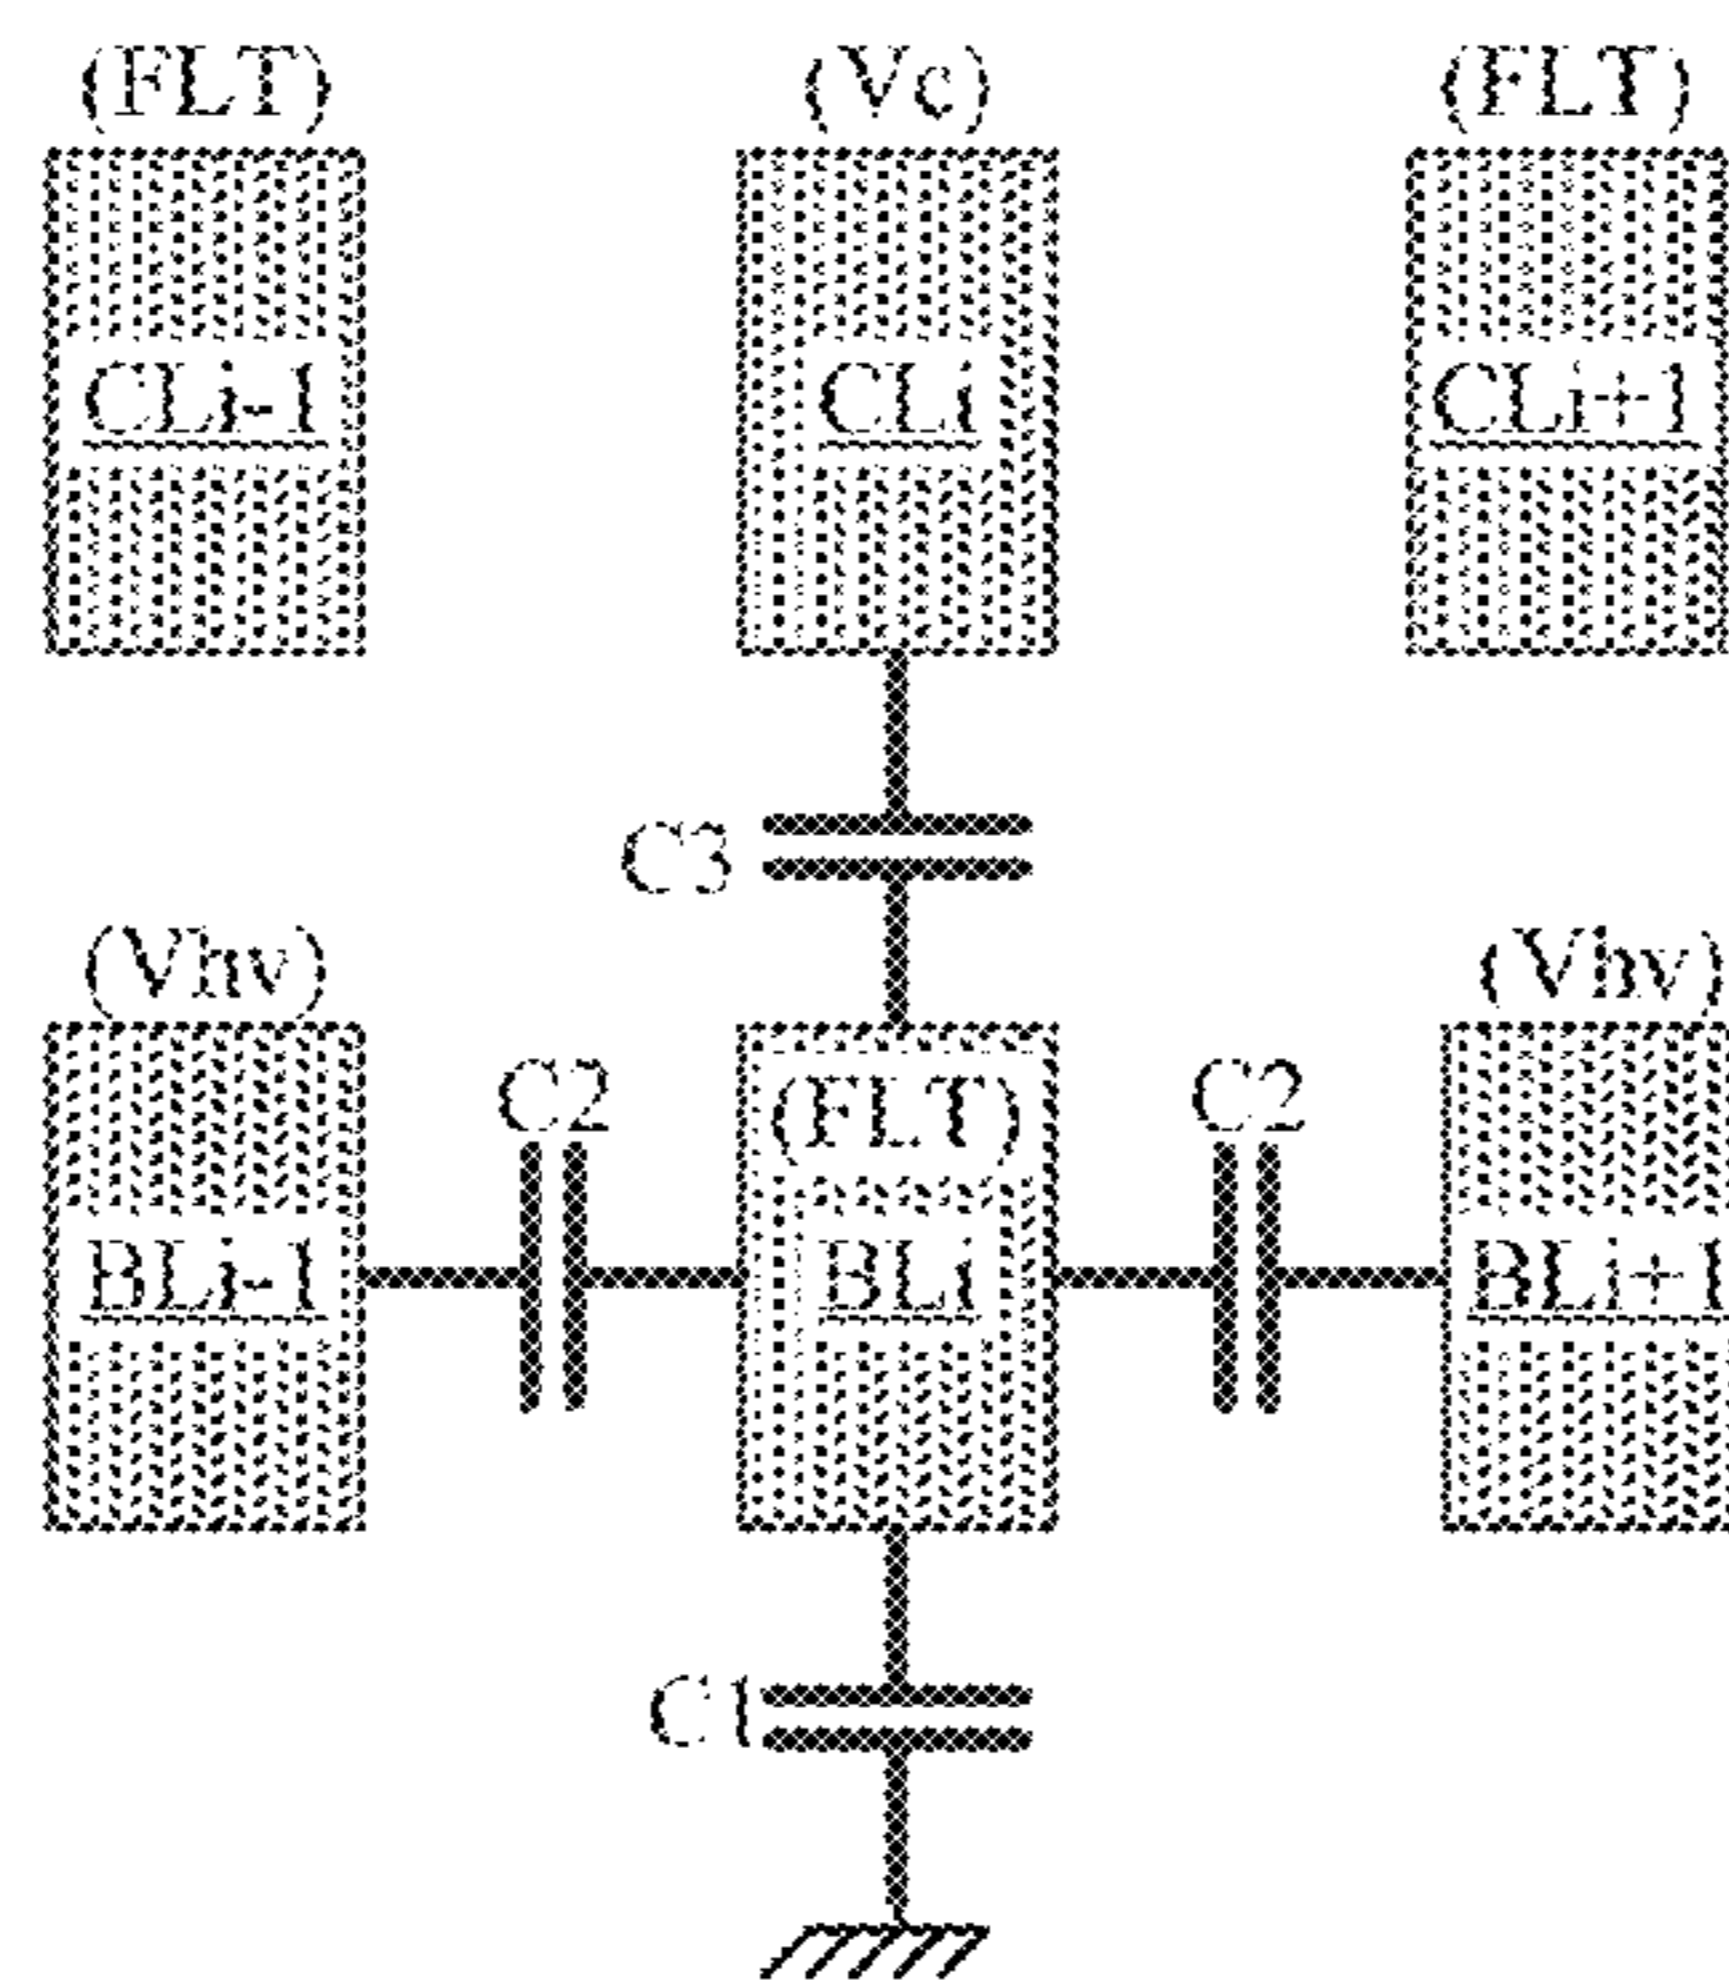 (FLT) (Vc) (FLT)
CLi-1 CLi CLi+1
C3
(Vhv) (Vhv)
C2 C2
(FLT)
BLi-1 BLi BLi+1
C1